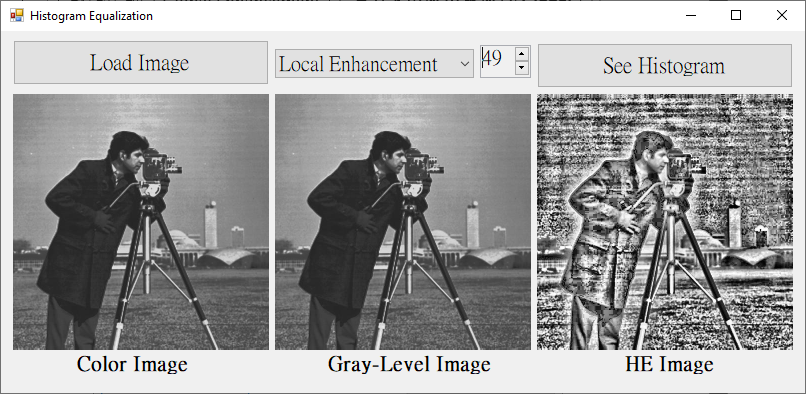 Histogram Equalization
Load Image
Local Enhancement
49
See Histogram
Color Image
Gray-Level Image
HE Image